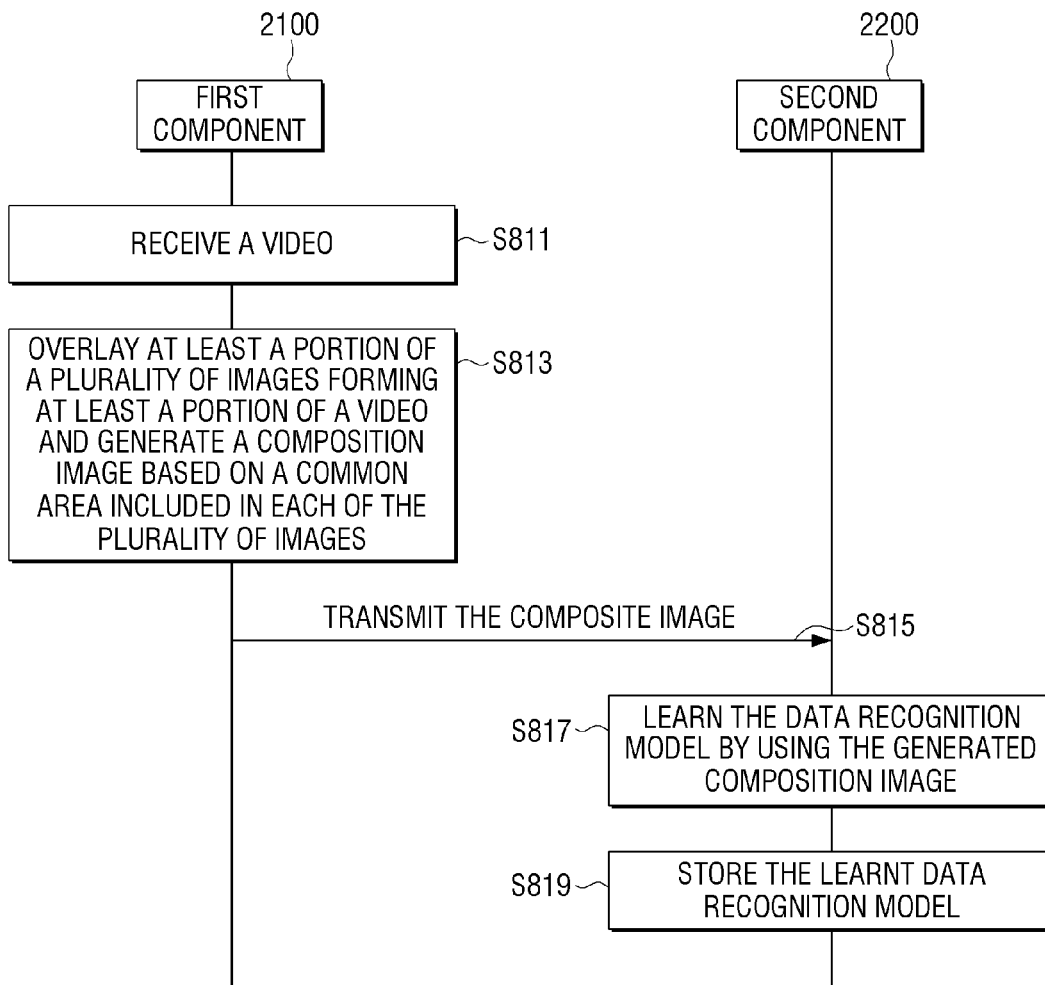 2100
2200
FIRST
COMPONENT
SECOND
COMPONENT
RECEIVE A VIDEO
S811
OVERLAY AT LEAST A PORTION OF
A PLURALITY OF IMAGES FORMING
AT LEAST A PORTION OF A VIDEO
AND GENERATE A COMPOSITION
IMAGE BASED ON A COMMON
AREA INCLUDED IN EACH OF THE
PLURALITY OF IMAGES
S813
TRANSMIT THE COMPOSITE IMAGE
S815
S817
LEARN THE DATA RECOGNITION
MODEL BY USING THE GENERATED
COMPOSITION IMAGE
S819
STORE THE LEARNT DATA
RECOGNITION MODEL